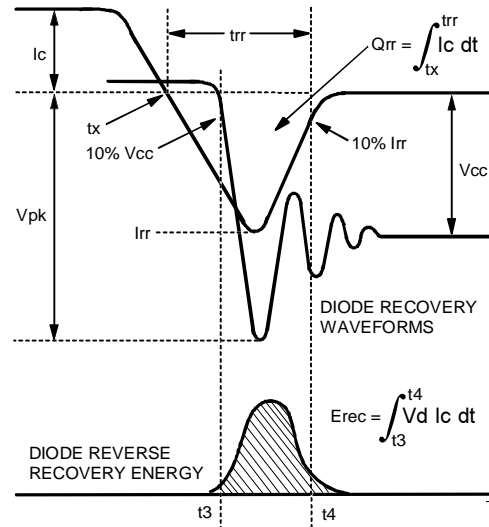 trr
trr
Ic
Qrr = ∫ Ic dt
tx
tx
10% Vcc
10% Irr
Vpk
Vcc
Irr
DIODE RECOVERY
WAVEFORMS
t4
Erec = ∫ Vd Ic dt
t3
DIODE REVERSE
RECOVERY ENERGY
t3
t4